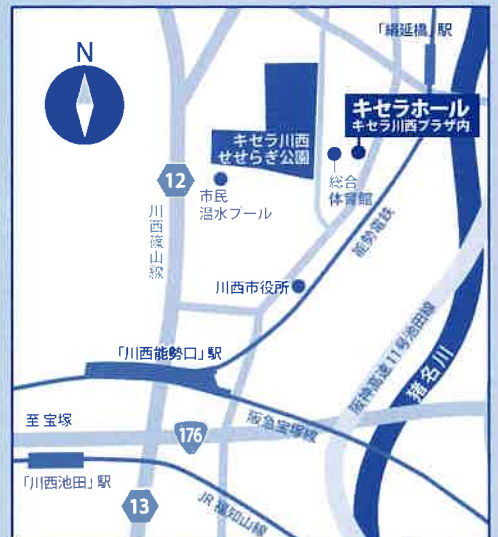 N
「絹延橋」駅
キセラホール
キセラ川西プラザ内
キセラ川西
せせらぎ公園
総合
体育館
12
市民
温水プール
川西篠山線
能勢電鉄
川西市役所
阪神高速11号池田線
猪名川
「川西能勢口」駅
至 宝塚
176
阪急宝塚線
「川西池田」駅
13
JR福知山線